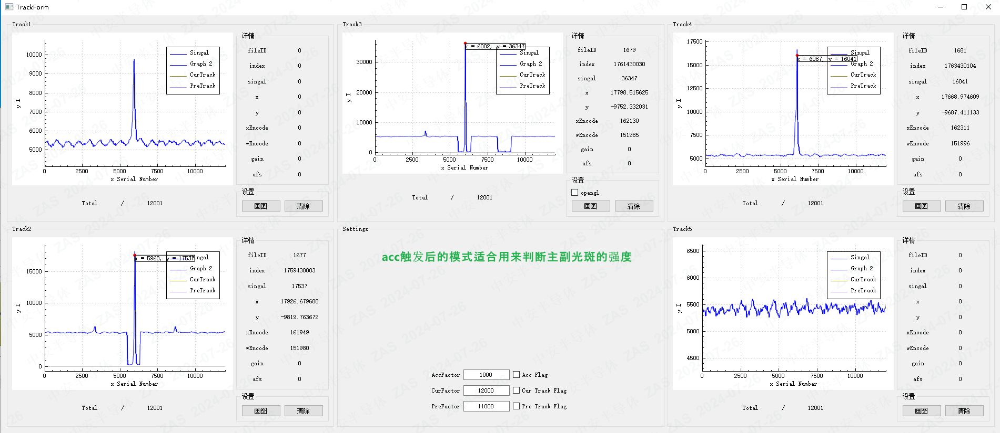 TrackForm
Track1
10000
9000
8000
7000
6000
5000
y I
0 2500 5000 7500 10000
x Serial Number
Singal
Graph 2
CurTrack
PreTrack
Total / 12001
详情
fileID 0
index 0
singal 0
x 0
y 0
xEncode 0
wEncode 0
gain 0
afs 0
设置
画图 清除
Track3
x = 6002, y = 36347
30000
20000
10000
0
y I
0 2500 5000 7500 10000
x Serial Number
Singal
Graph 2
CurTrack
PreTrack
Total / 12001
详情
fileID 1679
index 1761430030
singal 36347
x 17798.515625
y -9752.332031
xEncode 162130
wEncode 151985
gain 0
afs 0
设置
opengl
画图 清除
Track4
17500
15000
12500
10000
7500
5000
y I
0 2500 5000 7500 10000
x Serial Number
Singal
x = 6087, y = 16041
Graph 2
CurTrack
PreTrack
Total / 12001
详情
fileID 1681
index 1763430104
singal 16041
x 17668.974609
y -9687.411133
xEncode 162311
wEncode 151996
gain 0
afs 0
设置
画图 清除
Track2
x = 5968, y = 17537
15000
10000
5000
0
y I
0 2500 5000 7500 10000
x Serial Number
Singal
Graph 2
CurTrack
PreTrack
Total / 12001
详情
fileID 1677
index 1759430003
singal 17537
x 17926.679688
y -9819.763672
xEncode 161949
wEncode 151980
gain 0
afs 0
设置
画图 清除
Settings
acc触发后的模式适合用来判断主副光斑的强度
AccFactor 1000 Acc Flag
CurFactor 12000 Cur Track Flag
PreFactor 11000 Pre Track Flag
Track5
6500
6000
5500
5000
4500
y I
0 2500 5000 7500 10000
x Serial Number
Singal
Graph 2
CurTrack
PreTrack
Total / 12001
详情
fileID 0
index 0
singal 0
x 0
y 0
xEncode 0
wEncode 0
gain 0
afs 0
设置
画图 清除
中安半导体 ZAS 2024-07-26